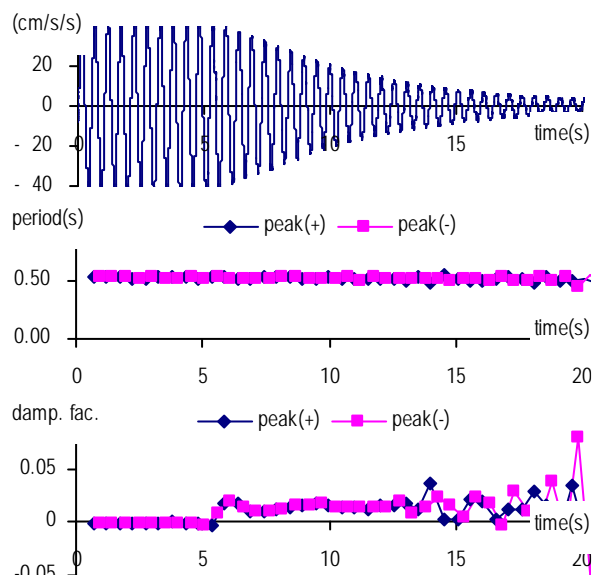 (cm/s/s)
20
0
- 20
- 40
0 5 10 15
time(s)
period(s)
peak(+) peak(-)
0.50
0.00
time(s)
0 5 10 15 20
damp. fac.
peak(+) peak(-)
0.05
0
-0.05
time(s)
0 5 10 15 20